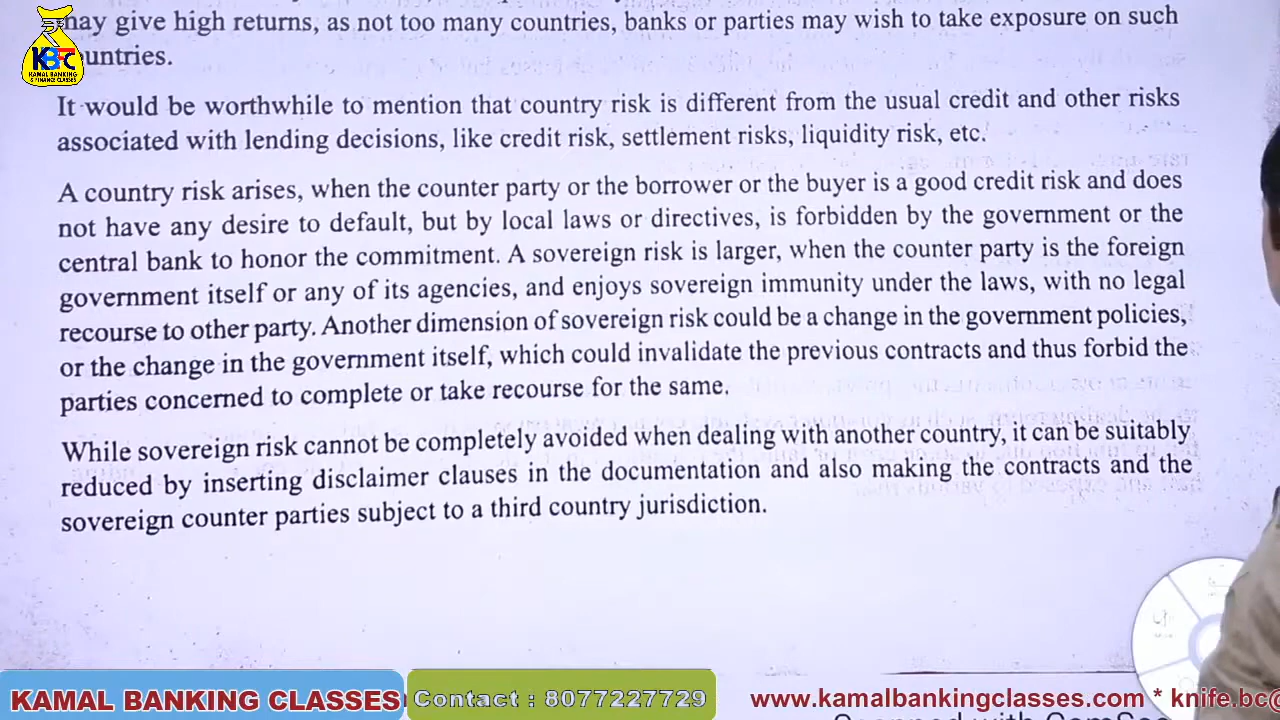 may give high returns, as not too many countries, banks or parties may wish to take exposure on such
untries.
KBFC
KAMAL BANKING
& FINANCE CLASSES
It would be worthwhile to mention that country risk is different from the usual credit and other risks
associated with lending decisions, like credit risk, settlement risks, liquidity risk, etc.
A country risk arises, when the counter party or the borrower or the buyer is a good credit risk and does
not have any desire to default, but by local laws or directives, is forbidden by the government or the
central bank to honor the commitment. A sovereign risk is larger, when the counter party is the foreign
government itself or any of its agencies, and enjoys sovereign immunity under the laws, with no legal
recourse to other party. Another dimension of sovereign risk could be a change in the government policies,
or the change in the government itself, which could invalidate the previous contracts and thus forbid the
parties concerned to complete or take recourse for the same.
While sovereign risk cannot be completely avoided when dealing with another country, it can be suitably
reduced by inserting disclaimer clauses in the documentation and also making the contracts and the
sovereign counter parties subject to a third country jurisdiction.
KAMAL BANKING CLASSES
Contact : 8077227729
www.kamalbankingclasses.com * knife.bc@